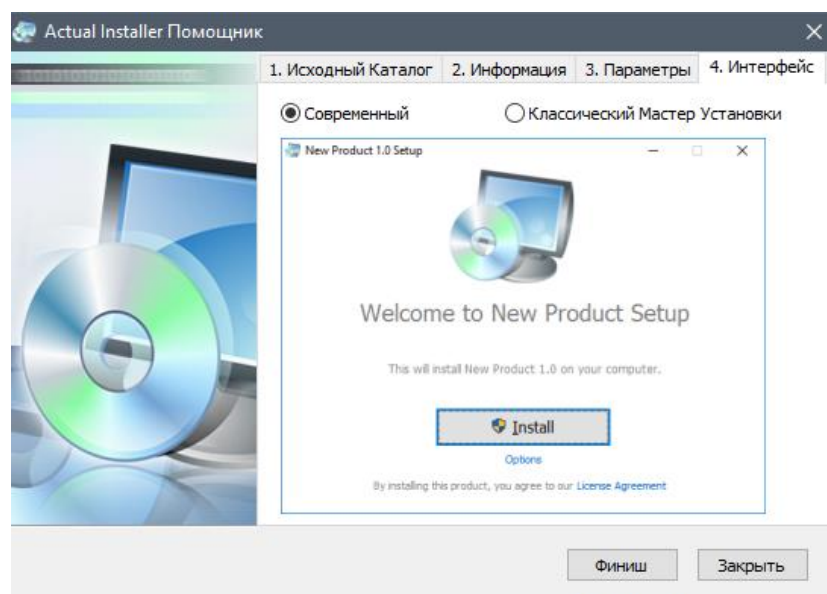 Actual Installer Помощник
1. Исходный Каталог 2. Информация 3. Параметры 4. Интерфейс
Современный Классический Мастер Установки
New Product 1.0 Setup
Welcome to New Product Setup
This will install New Product 1.0 on your computer.
Install
Options
By installing this product, you agree to our License Agreement
Финиш Закрыть